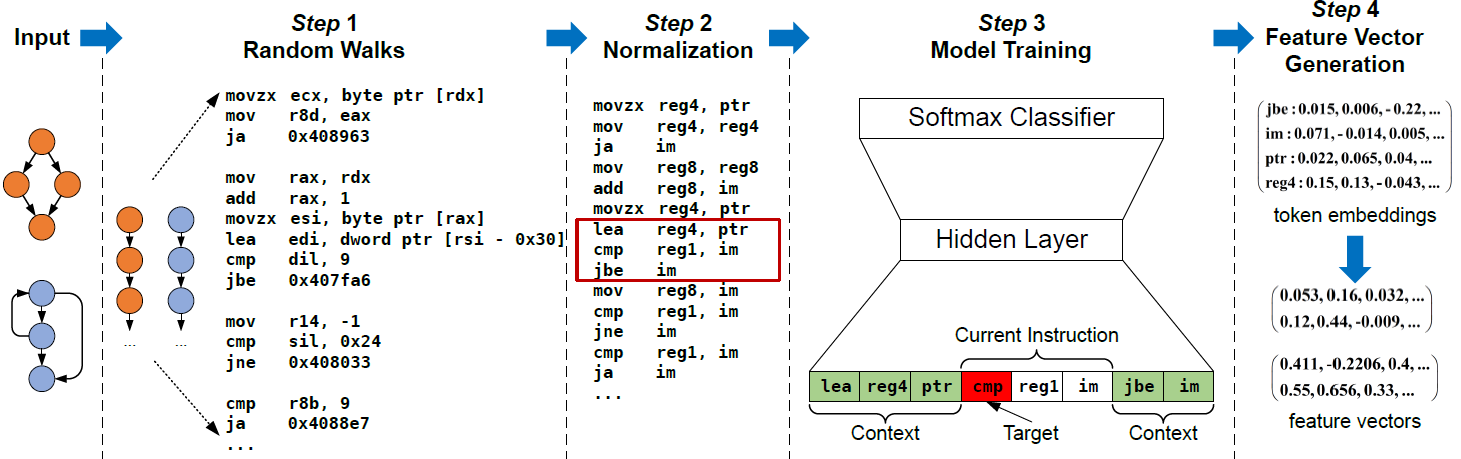 Input
Step 1
Random Walks
movzx ecx, byte ptr [rdx]
mov r8d, eax
ja 0x408963
mov rax, rdx
add rax, 1
movzx esi, byte ptr [rax]
lea edi, dword ptr [rsi - 0x30]
cmp dil, 9
jbe 0x407fa6
mov r14, -1
cmp sil, 0x24
jne 0x408033
cmp r8b, 9
ja 0x4088e7
...
...
...
Step 2
Normalization
movzx reg4, ptr
mov reg4, reg4
ja im
mov reg8, reg8
add reg8, im
movzx reg4, ptr
lea reg4, ptr
cmp reg1, im
jbe im
mov reg8, im
cmp reg1, im
jne im
cmp reg1, im
ja im
...
Step 3
Model Training
Softmax Classifier
Hidden Layer
Current Instruction
lea reg4 ptr cmp reg1 im jbe im
Context Target Context
Step 4
Feature Vector
Generation
jbe : 0.015, 0.006, - 0.22, ...
im : 0.071, - 0.014, 0.005, ...
ptr : 0.022, 0.065, 0.04, ...
reg4 : 0.15, 0.13, - 0.043, ...
token embeddings
0.053, 0.16, 0.032, ...
0.12, 0.44, -0.009, ...
0.411, -0.2206, 0.4, ...
0.55, 0.656, 0.33, ...
feature vectors